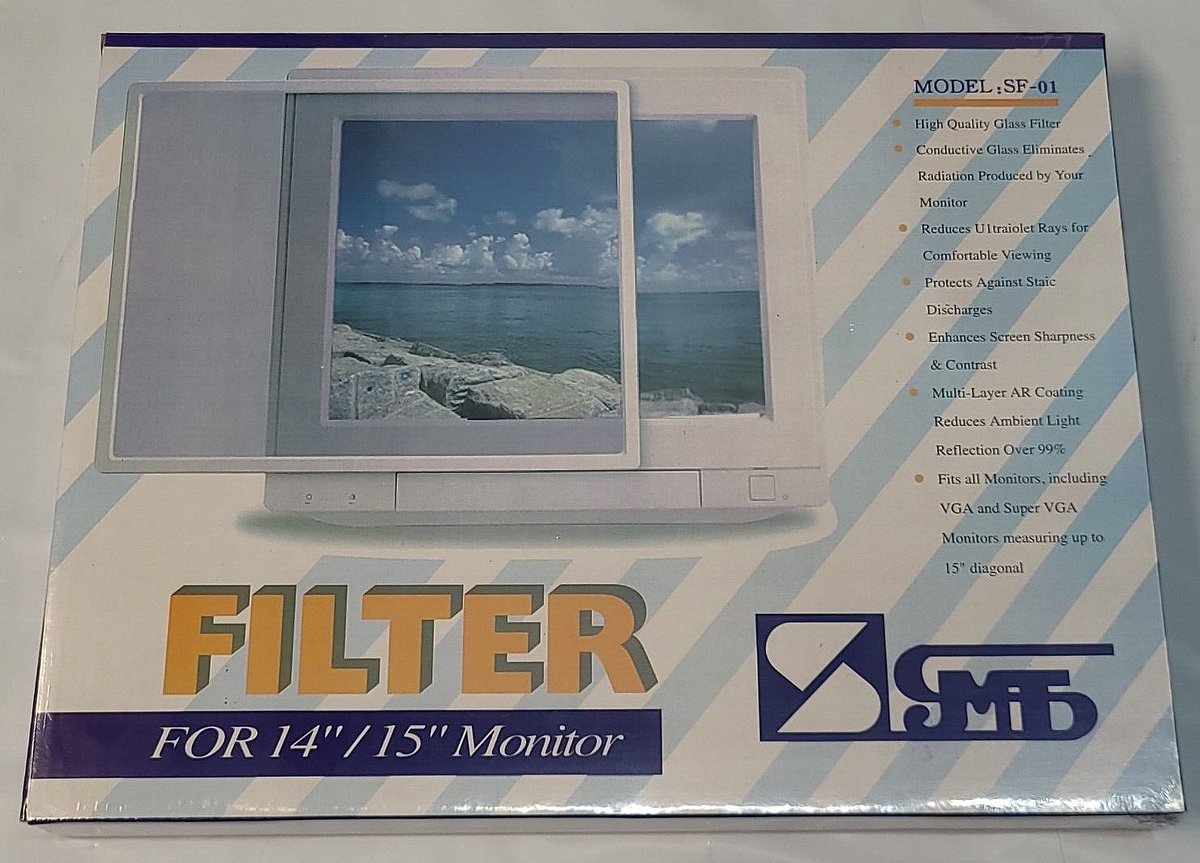 MODEL:SF-01
High Quality Glass Filter
Conductive Glass Eliminates
Radiation Produced by Your
Monitor
Reduces U1traiolet Rays for
Comfortable Viewing
Protects Against Staic
Discharges
Enhances Screen Sharpness
& Contrast
Multi-Layer AR Coating
Reduces Ambient Light
Reflection Over 99%
Fits all Monitors, including
VGA and Super VGA
Monitors measuring up to
15" diagonal
FILTER
FOR 14"/15" Monitor